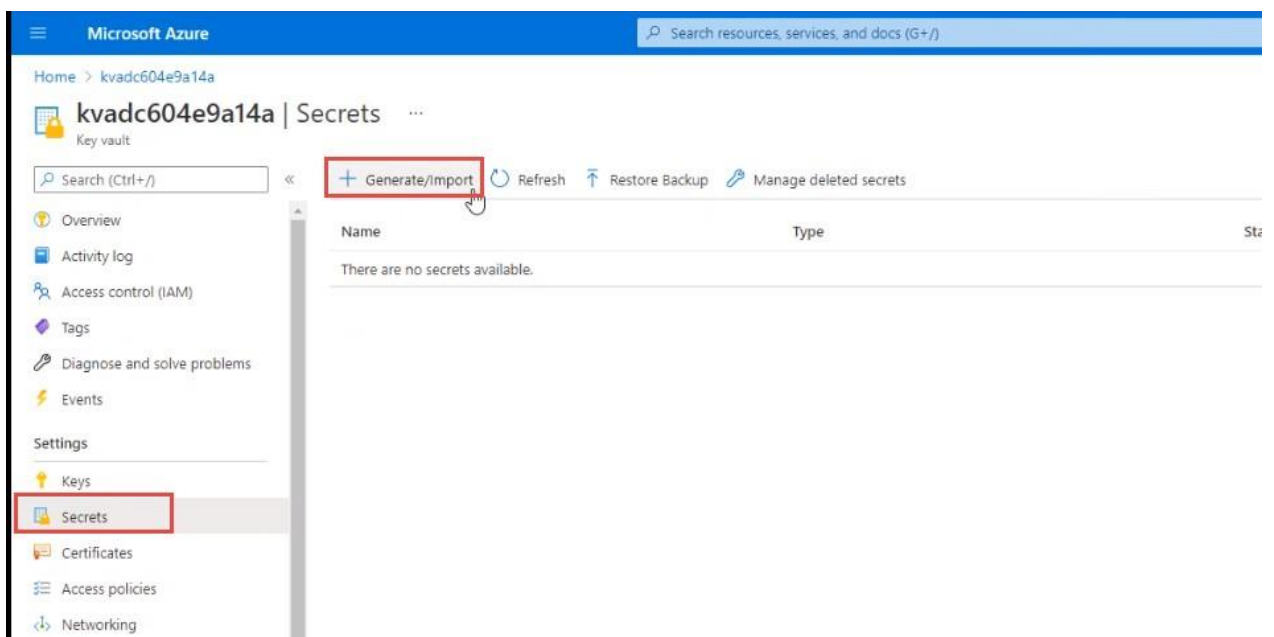 Microsoft Azure
Search resources, services, and docs (G+/)
Home > kvadc604e9a14a
kvadc604e9a14a | Secrets ...
Key vault
Search (Ctrl+/)
«
Generate/Import
Refresh
Restore Backup
Manage deleted secrets
Overview
Activity log
Access control (IAM)
Tags
Diagnose and solve problems
Events
Settings
Keys
Secrets
Certificates
Access policies
Networking
Name
Type
Sta
There are no secrets available.